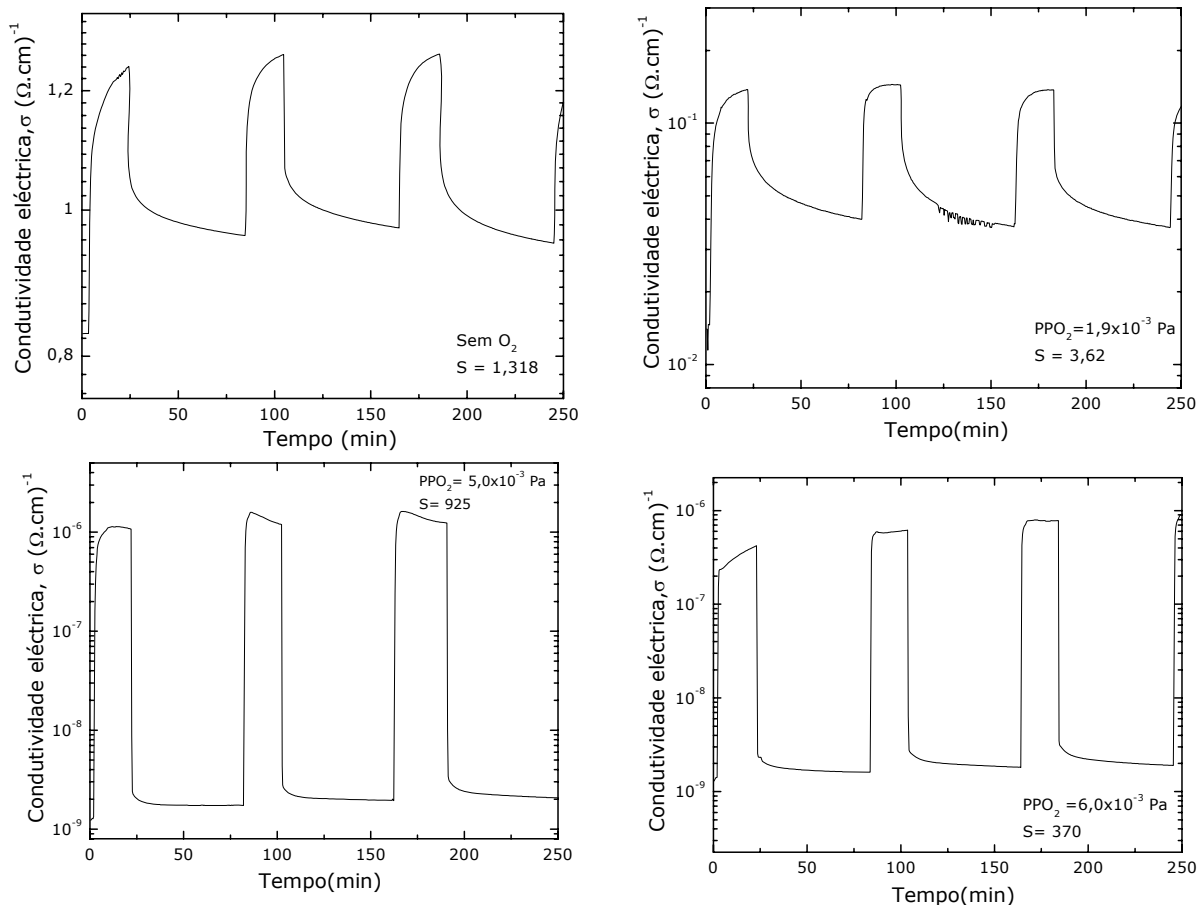 Condutividade eléctrica,σ (Ω.cm)⁻¹
1,2
1
0,8
Sem O₂
S = 1,318
0 50 100 150 200 250
Tempo (min)
Condutividade eléctrica, σ (Ω.cm)⁻¹
10⁻¹
10⁻²
PPO₂=1,9x10⁻³ Pa
S = 3,62
0 50 100 150 200 250
Tempo(min)
Condutividade eléctrica, σ (Ω.cm)⁻¹
PPO₂= 5,0x10⁻³ Pa
S= 925
10⁻⁶
10⁻⁷
10⁻⁸
10⁻⁹
0 50 100 150 200 250
Tempo(min)
Condutividade eléctrica,σ (Ω.cm)⁻¹
10⁻⁶
10⁻⁷
10⁻⁸
10⁻⁹
PPO₂ =6,0x10⁻³ Pa
S= 370
0 50 100 150 200 250
Tempo(min)